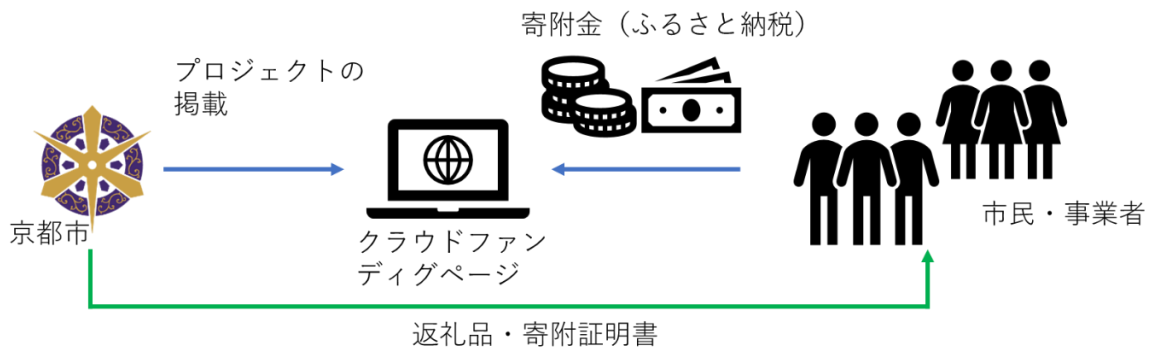 寄附金（ふるさと納税）
プロジェクトの
掲載
京都市
クラウドファン
ディグページ
市民・事業者
返礼品・寄附証明書